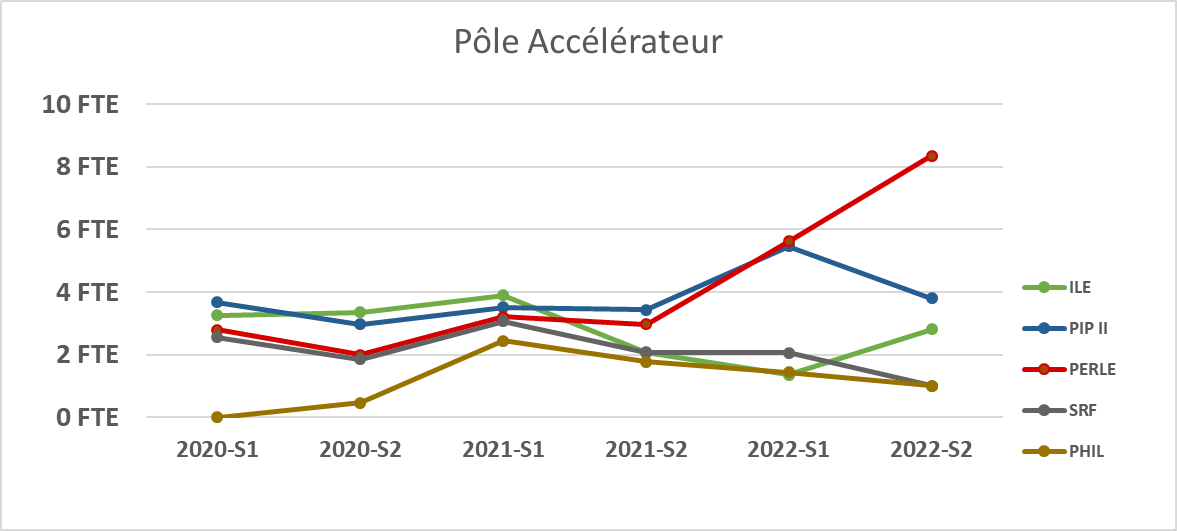 Pôle Accélérateur
10 FTE
8 FTE
6 FTE
4 FTE
2 FTE
0 FTE
2020-S1 2020-S2 2021-S1 2021-S2 2022-S1 2022-S2
ILE
PIP II
PERLE
SRF
PHIL